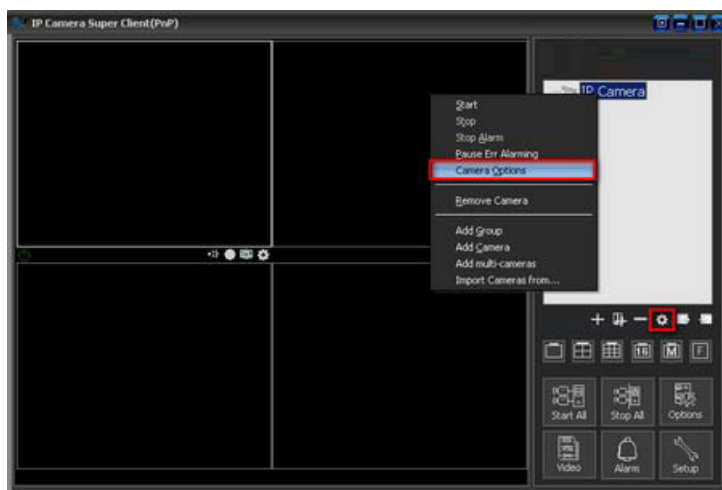 IP Camera Super Client(PnP)
IP Camera
Start
Stop
Stop Alarm
Pause Err Alarming
Camera Options
Remove Camera
Add Group
Add Camera
Add multi-cameras
Import Cameras from...
16 M F
Start All Stop All Options
Video Alarm Setup